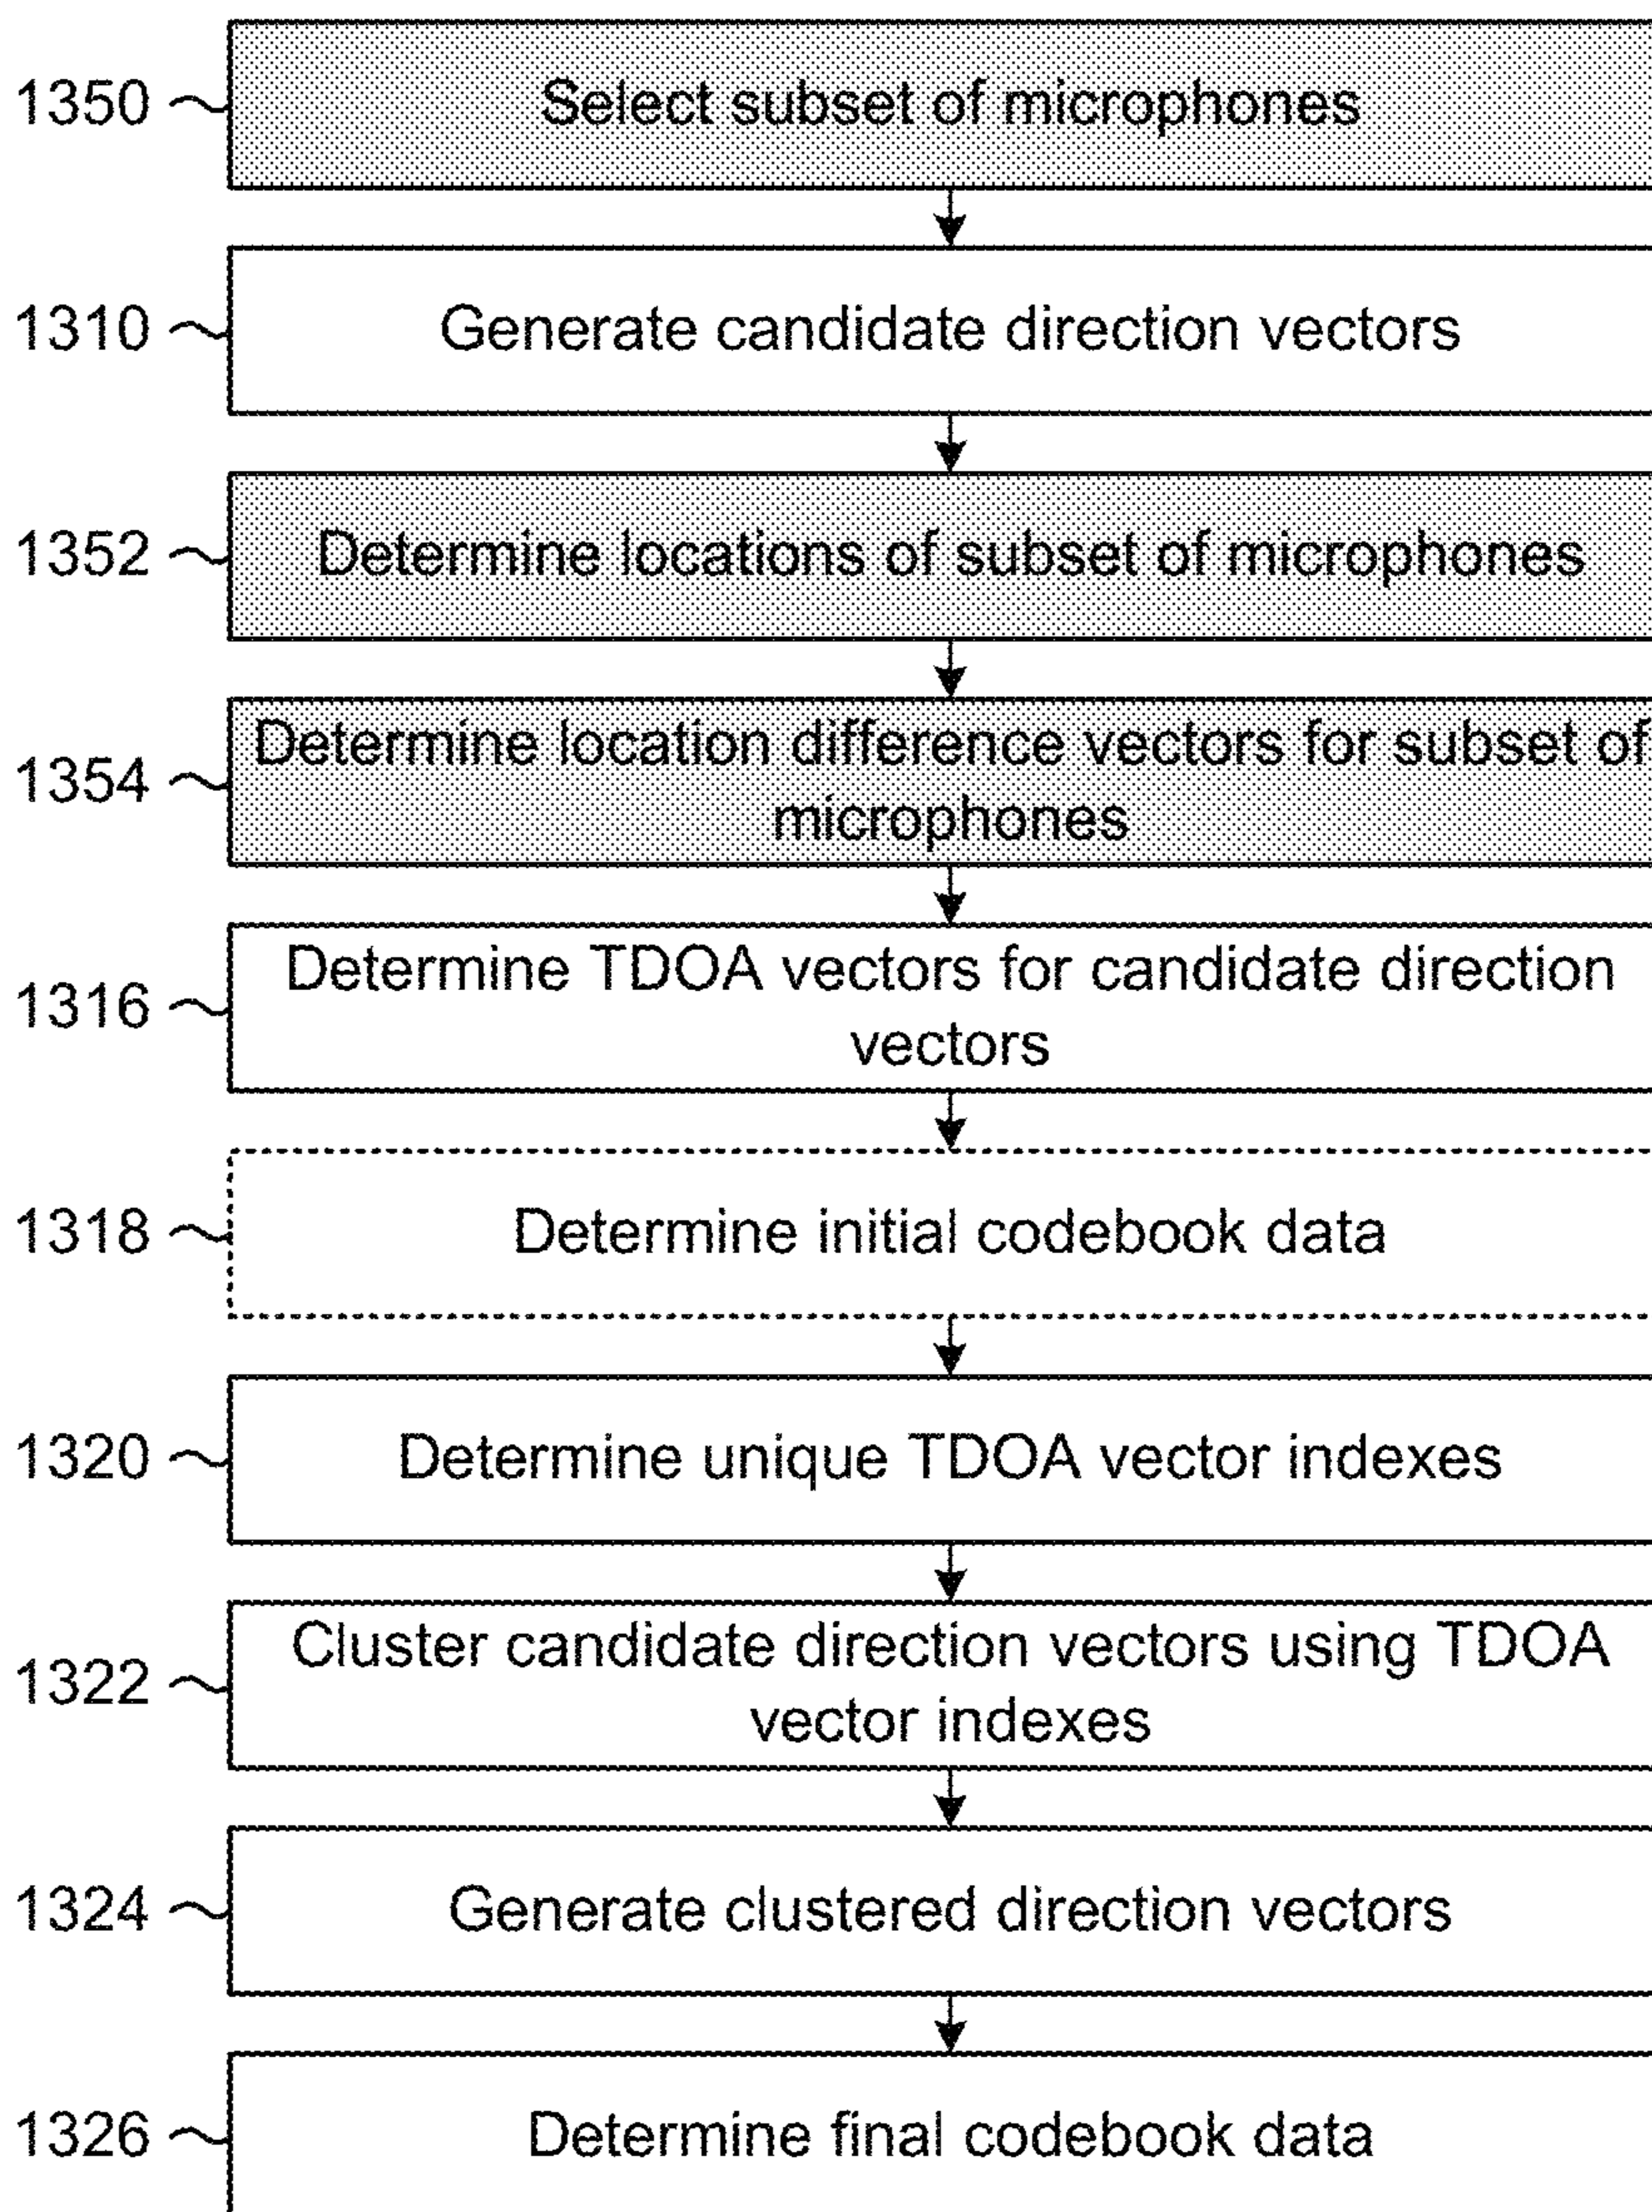 1350
Select subset of microphones
1310
Generate candidate direction vectors
1352
Determine locations of subset of microphones
1354
Determine location difference vectors for subset of
microphones
1316
Determine TDOA vectors for candidate direction
vectors
1318
Determine initial codebook data
1320
Determine unique TDOA vector indexes
1322
Cluster candidate direction vectors using TDOA
vector indexes
1324
Generate clustered direction vectors
1326
Determine final codebook data